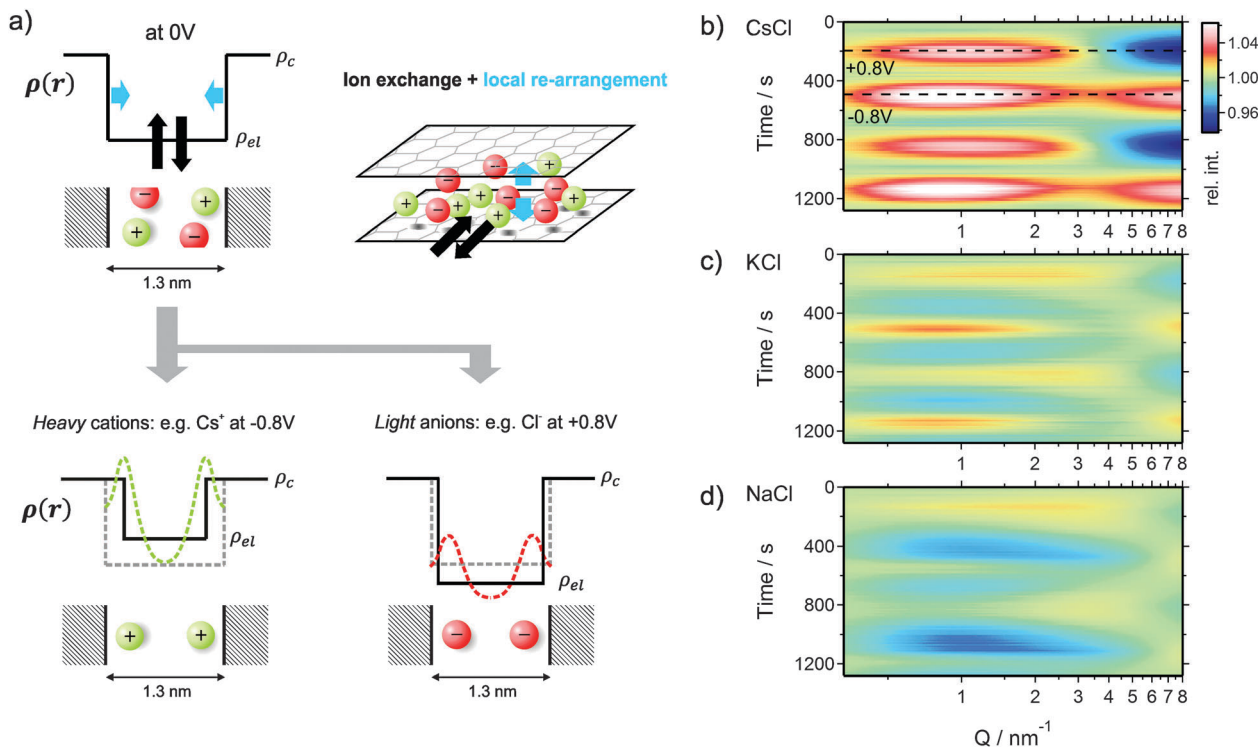 a)
at 0V
ρ(r)
ρc
ρel
− + + −
1.3 nm
Ion exchange + local re-arrangement
-- + − + + − − + − + + −
Heavy cations: e.g. Cs⁺ at -0.8V
ρ(r)
ρc
ρel
+ +
1.3 nm
Light anions: e.g. Cl⁻ at +0.8V
ρc
ρel
− −
1.3 nm
b) CsCl
0
400
800
1200
Time / s
+0.8V
-0.8V
1 2 3 4 5 6 7 8
1.04
1.00
0.96
rel. int.
c) KCl
0
400
800
1200
Time / s
1 2 3 4 5 6 7 8
d) NaCl
0
400
800
1200
Time / s
1 2 3 4 5 6 7 8
Q / nm⁻¹